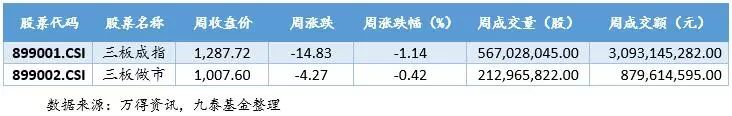 股票代码 股票名称 周收盘价 周涨跌 周涨跌幅（%） 周成交量（股） 周成交额（元）
899001.CSI 三板成指 1,287.72 -14.83 -1.14 567,028,045.00 3,093,145,282.00
899002.CSI 三板做市 1,007.60 -4.27 -0.42 212,965,822.00 879,614,595.00
数据来源：万得资讯，九泰基金整理